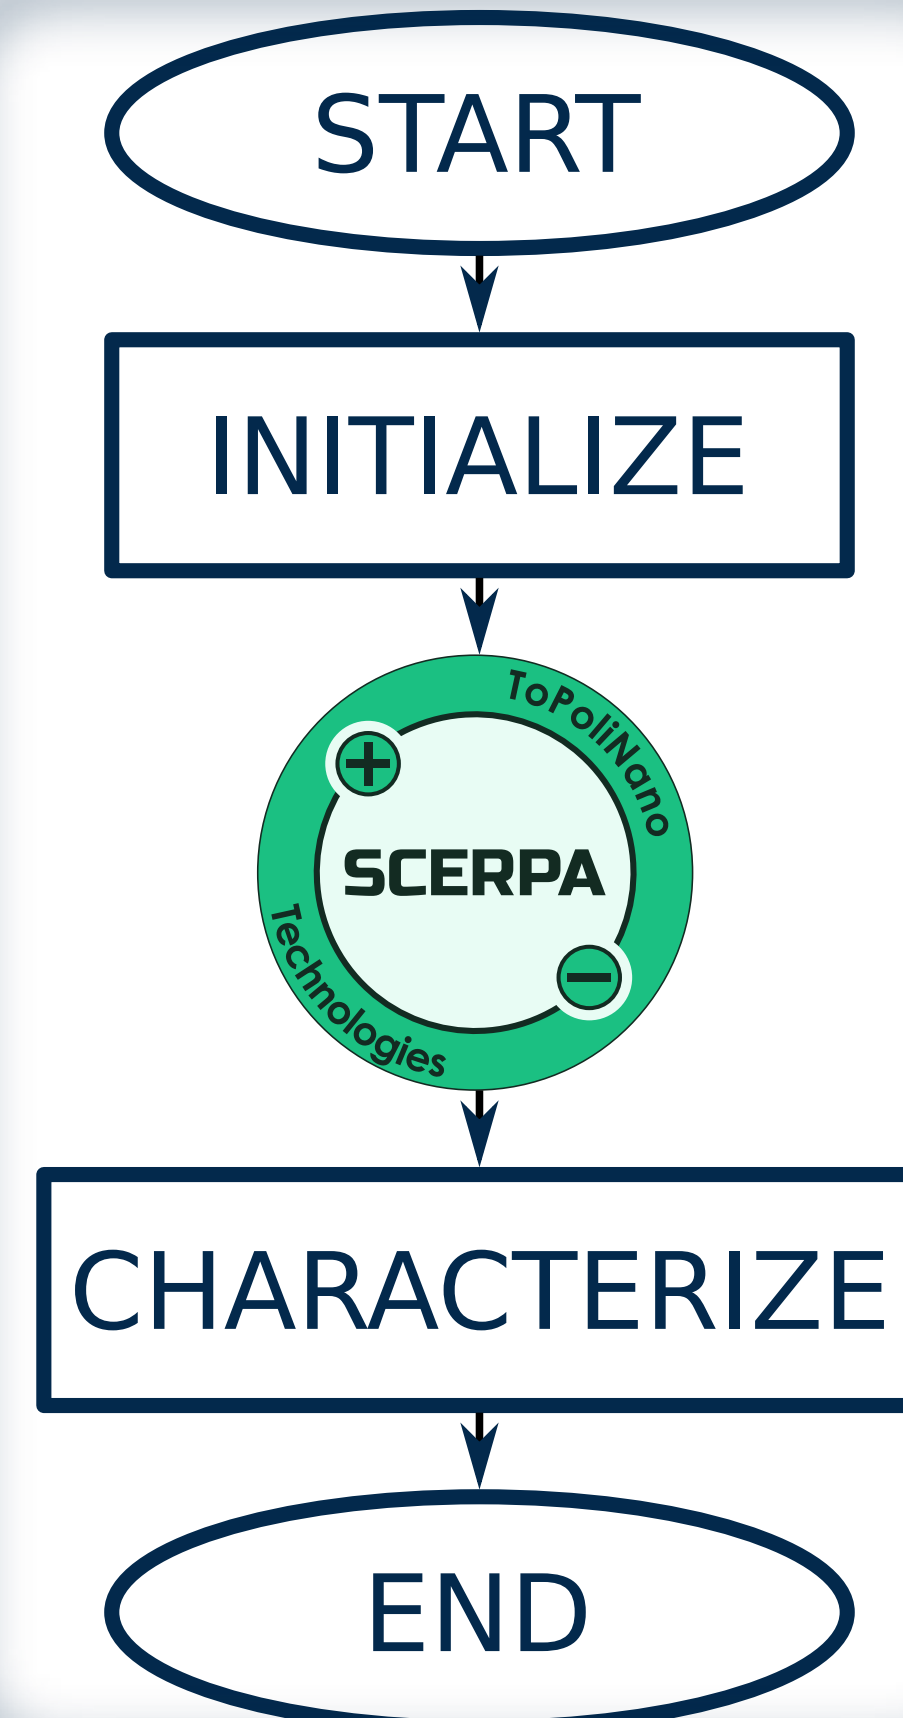 START
INITIALIZE
ToPoliNano
SCERPA
Technologies
CHARACTERIZE
END